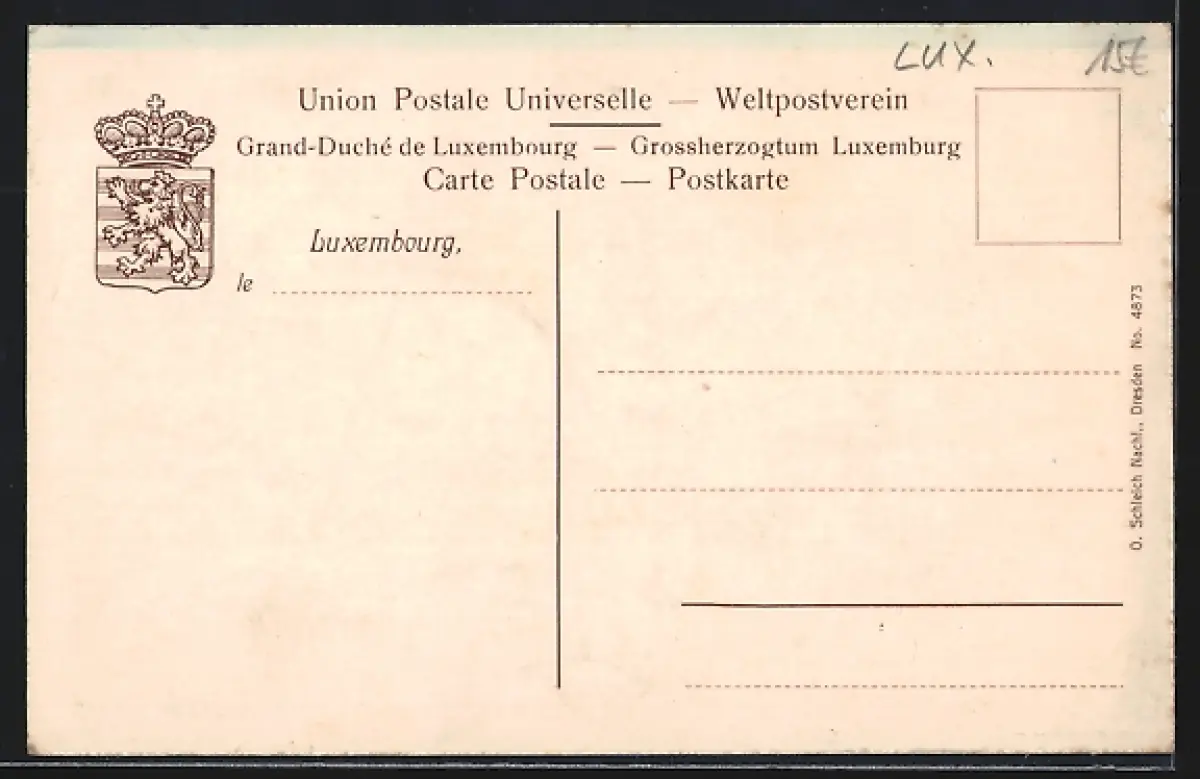 LUX. 15€
Union Postale Universelle — Weltpostverein
Grand-Duché de Luxembourg — Grossherzogtum Luxemburg
Carte Postale — Postkarte
Luxembourg,
le
O. Schleich Nachf., Dresden No. 4873